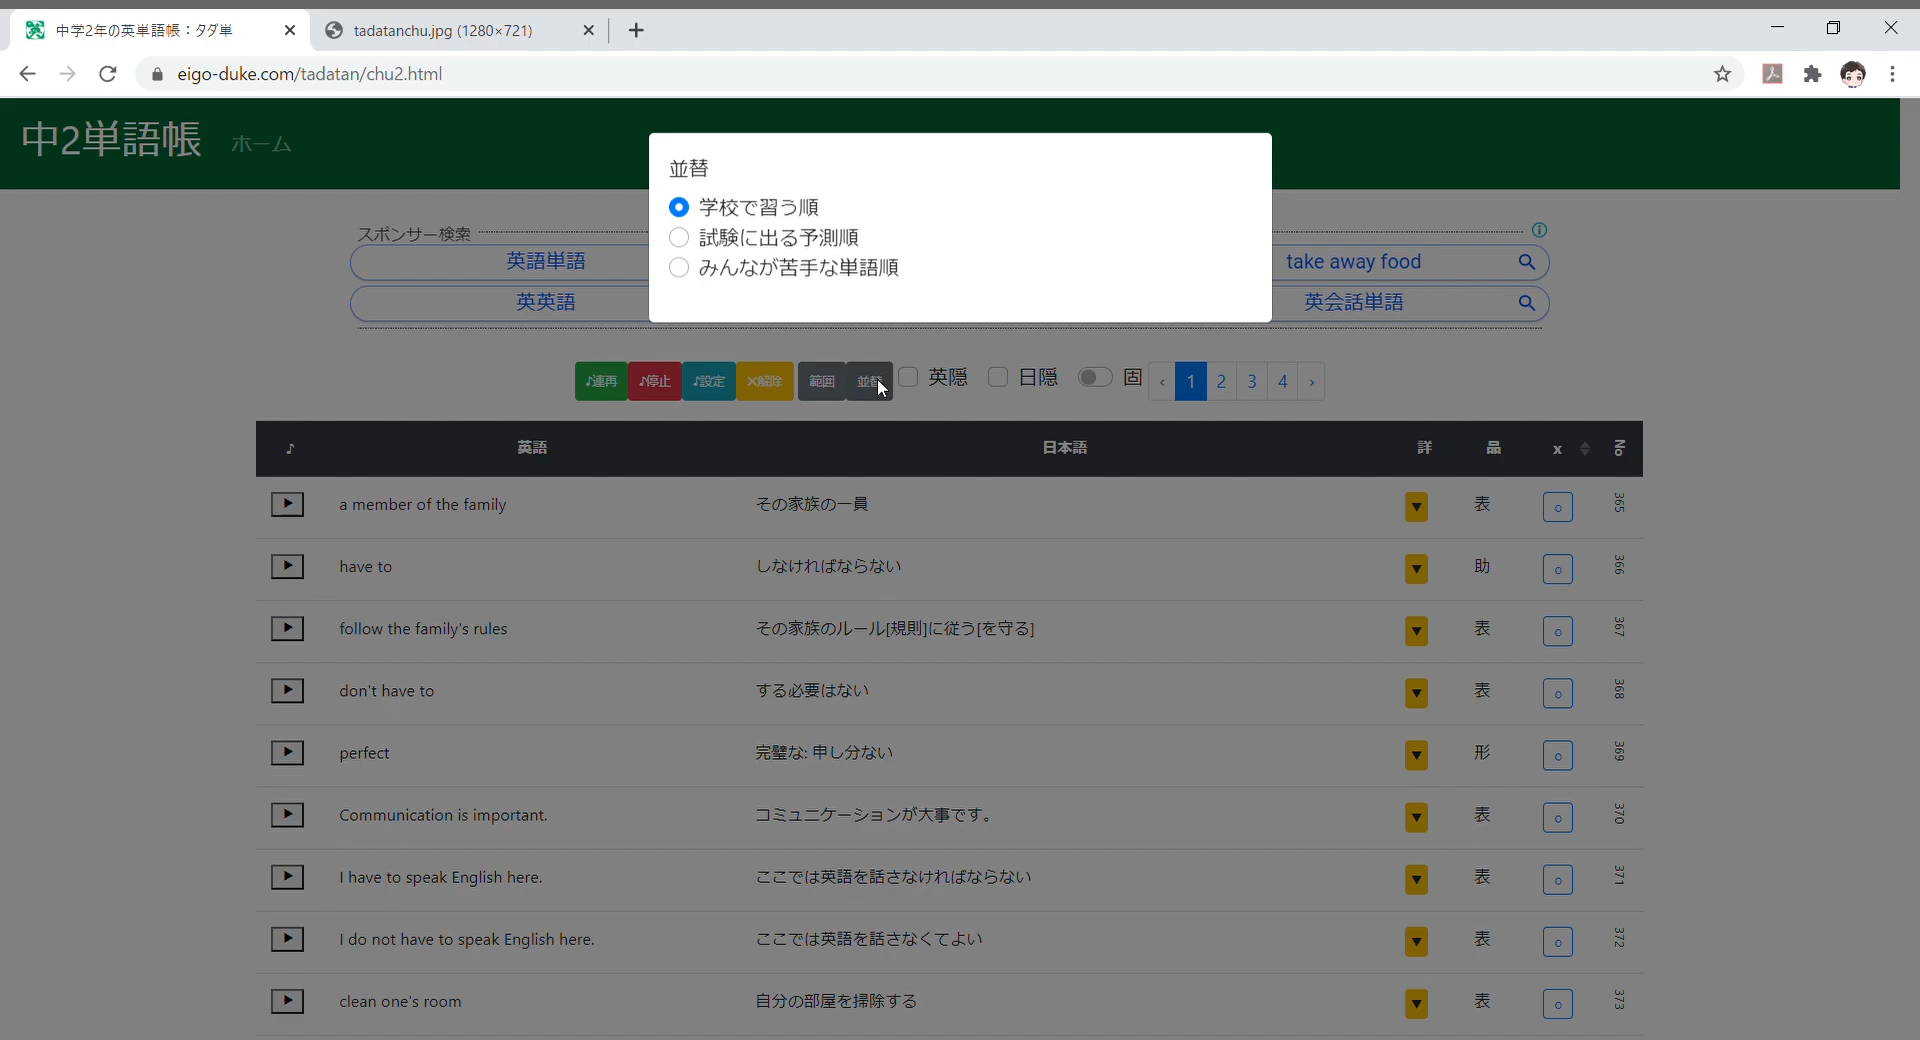 中学2年の英単語帳：タダ単
tadatanchu.jpg (1280×721)
eigo-duke.com/tadatan/chu2.html
中2単語帳 ホーム
並替
学校で習う順
試験に出る予測順
みんなが苦手な単語順
スポンサー検索
英語単語 take away food
英英語 英会話単語
♪連再 ♪停止 ♪設定 ✕解除 範囲 並替 英隠 日隠 固 ‹ 1 2 3 4 ›
♪ 英語 日本語 詳 品 x No
a member of the family その家族の一員 ▼ 表 o 365
have to しなければならない ▼ 助 o 366
follow the family's rules その家族のルール[規則]に従う[を守る] ▼ 表 o 367
don't have to する必要はない ▼ 表 o 368
perfect 完璧な: 申し分ない ▼ 形 o 369
Communication is important. コミュニケーションが大事です。 ▼ 表 o 370
I have to speak English here. ここでは英語を話さなければならない ▼ 表 o 371
I do not have to speak English here. ここでは英語を話さなくてよい ▼ 表 o 372
clean one's room 自分の部屋を掃除する ▼ 表 o 373